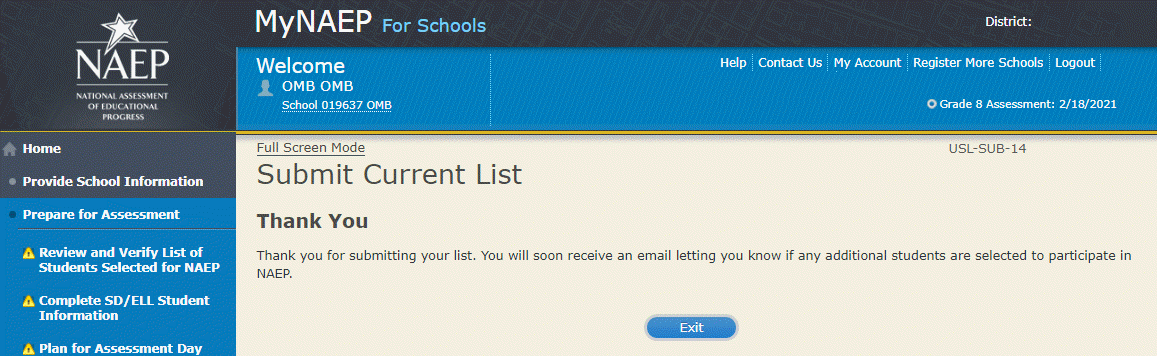 NAEP
NATIONAL ASSESSMENT
OF EDUCATIONAL
PROGRESS
MyNAEP For Schools
District:
Welcome
OMB OMB
School 019637 OMB
Help Contact Us My Account Register More Schools Logout
Grade 8 Assessment: 2/18/2021
Home
Provide School Information
Prepare for Assessment
Review and Verify List of
Students Selected for NAEP
Complete SD/ELL Student
Information
Plan for Assessment Day
Full Screen Mode
USL-SUB-14
Submit Current List
Thank You
Thank you for submitting your list. You will soon receive an email letting you know if any additional students are selected to participate in
NAEP.
Exit